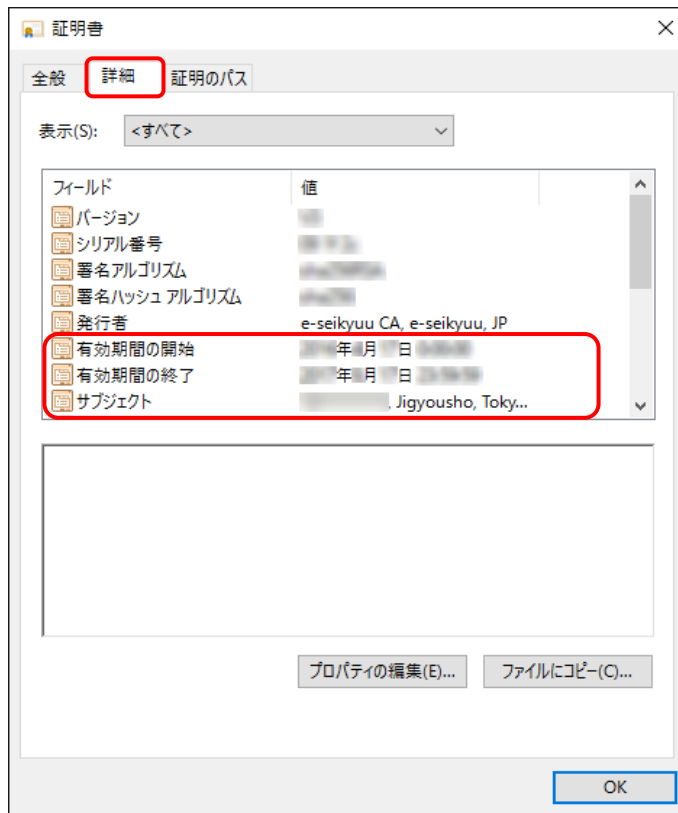 証明書
全般 詳細 証明のパス
表示(S): <すべて>
フィールド 値
バージョン
シリアル番号
署名アルゴリズム
署名ハッシュ アルゴリズム
発行者 e-seikyuu CA, e-seikyuu, JP
有効期間の開始 年 月 日
有効期間の終了 年 月 日
サブジェクト , Jigyousho, Toky...
プロパティの編集(E)... ファイルにコピー(C)...
OK